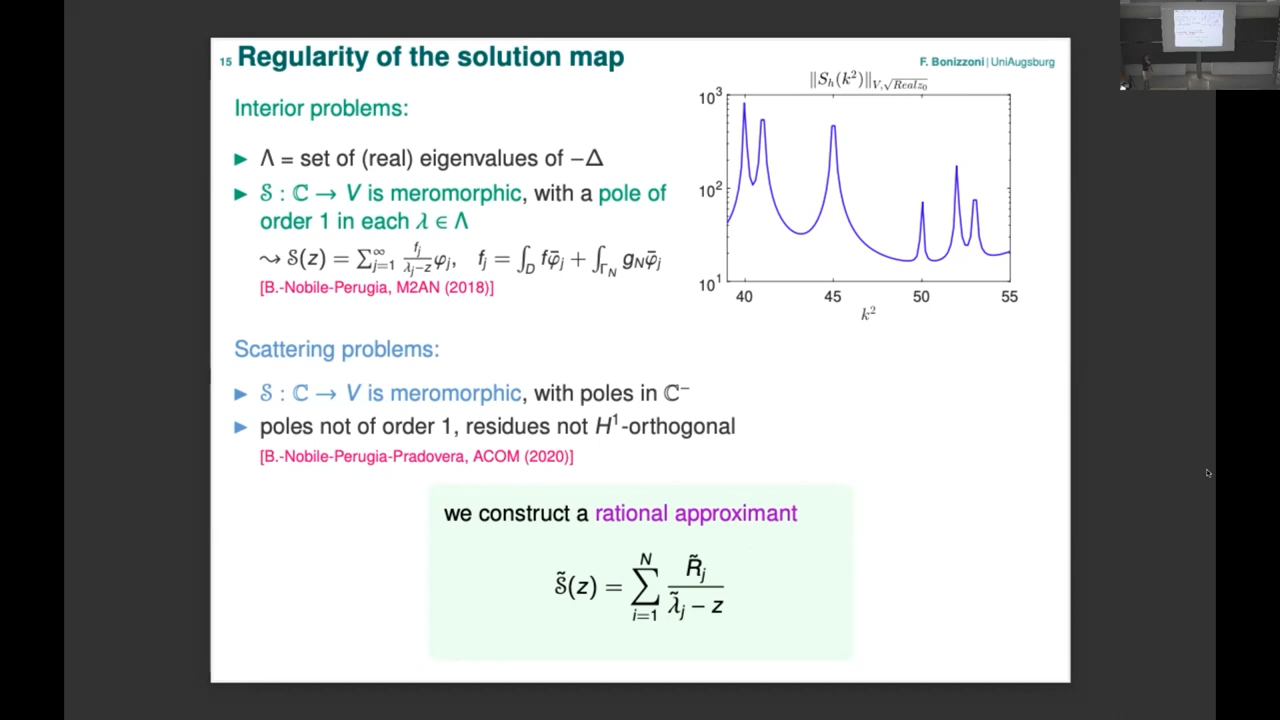 15 Regularity of the solution map
F. Bonizzoni | UniAugsburg
Interior problems:
► Λ = set of (real) eigenvalues of −Δ
► 𝒮 : ℂ → V is meromorphic, with a pole of
order 1 in each λ ∈ Λ
⇝ 𝒮(z) = ∑_{j=1}^{∞} \frac{f_j}{λ_j−z} φ_j, f_j = ∫_D f φ̄_j + ∫_{Γ_N} g_N φ̄_j
[B.-Nobile-Perugia, M2AN (2018)]
‖S_h(k²)‖_{V,√Realz₀}
10³
10²
10¹
40 45 50 55
k²
Scattering problems:
► 𝒮 : ℂ → V is meromorphic, with poles in ℂ⁻
► poles not of order 1, residues not H¹-orthogonal
[B.-Nobile-Perugia-Pradovera, ACOM (2020)]
we construct a rational approximant
𝒮̃(z) = ∑_{i=1}^{N} \frac{R̃_j}{λ̃_j − z}